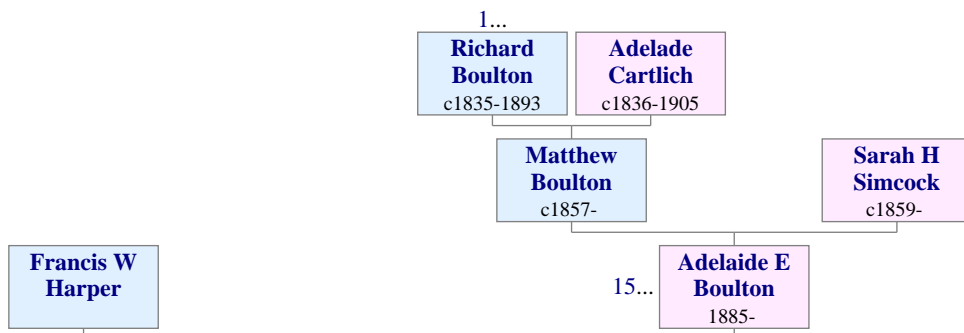 1...
Richard
Boulton
c1835-1893
Adelade
Cartlich
c1836-1905
Matthew
Boulton
c1857-
Sarah H
Simcock
c1859-
Francis W
Harper
15...
Adelaide E
Boulton
1885-